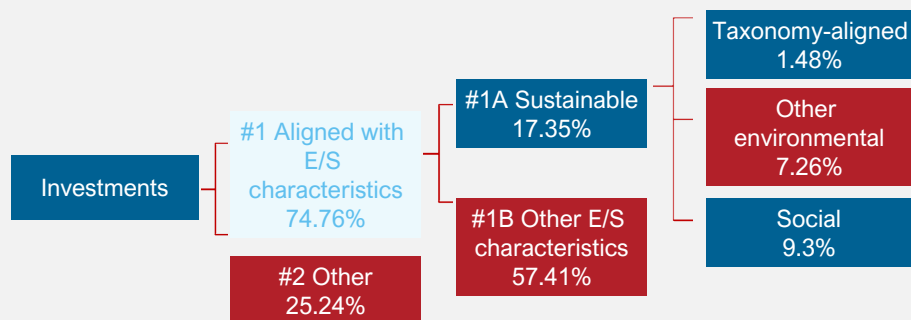 Investments
#1 Aligned with
E/S
characteristics
74.76%
#2 Other
25.24%
#1A Sustainable
17.35%
#1B Other E/S
characteristics
57.41%
Taxonomy-aligned
1.48%
Other
environmental
7.26%
Social
9.3%